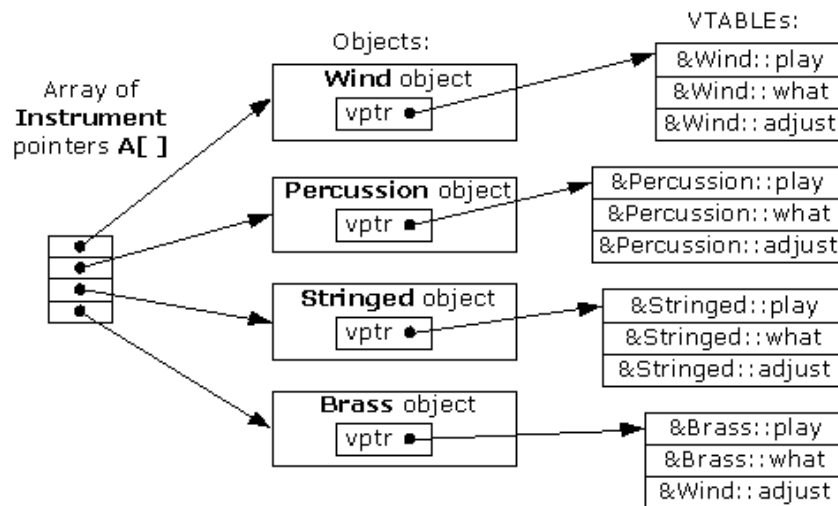 Array of
Instrument
pointers A[ ]
Objects:
Wind object
vptr
Percussion object
vptr
Stringed object
vptr
Brass object
vptr
VTABLEs:
&Wind::play
&Wind::what
&Wind::adjust
&Percussion::play
&Percussion::what
&Percussion::adjust
&Stringed::play
&Stringed::what
&Stringed::adjust
&Brass::play
&Brass::what
&Wind::adjust